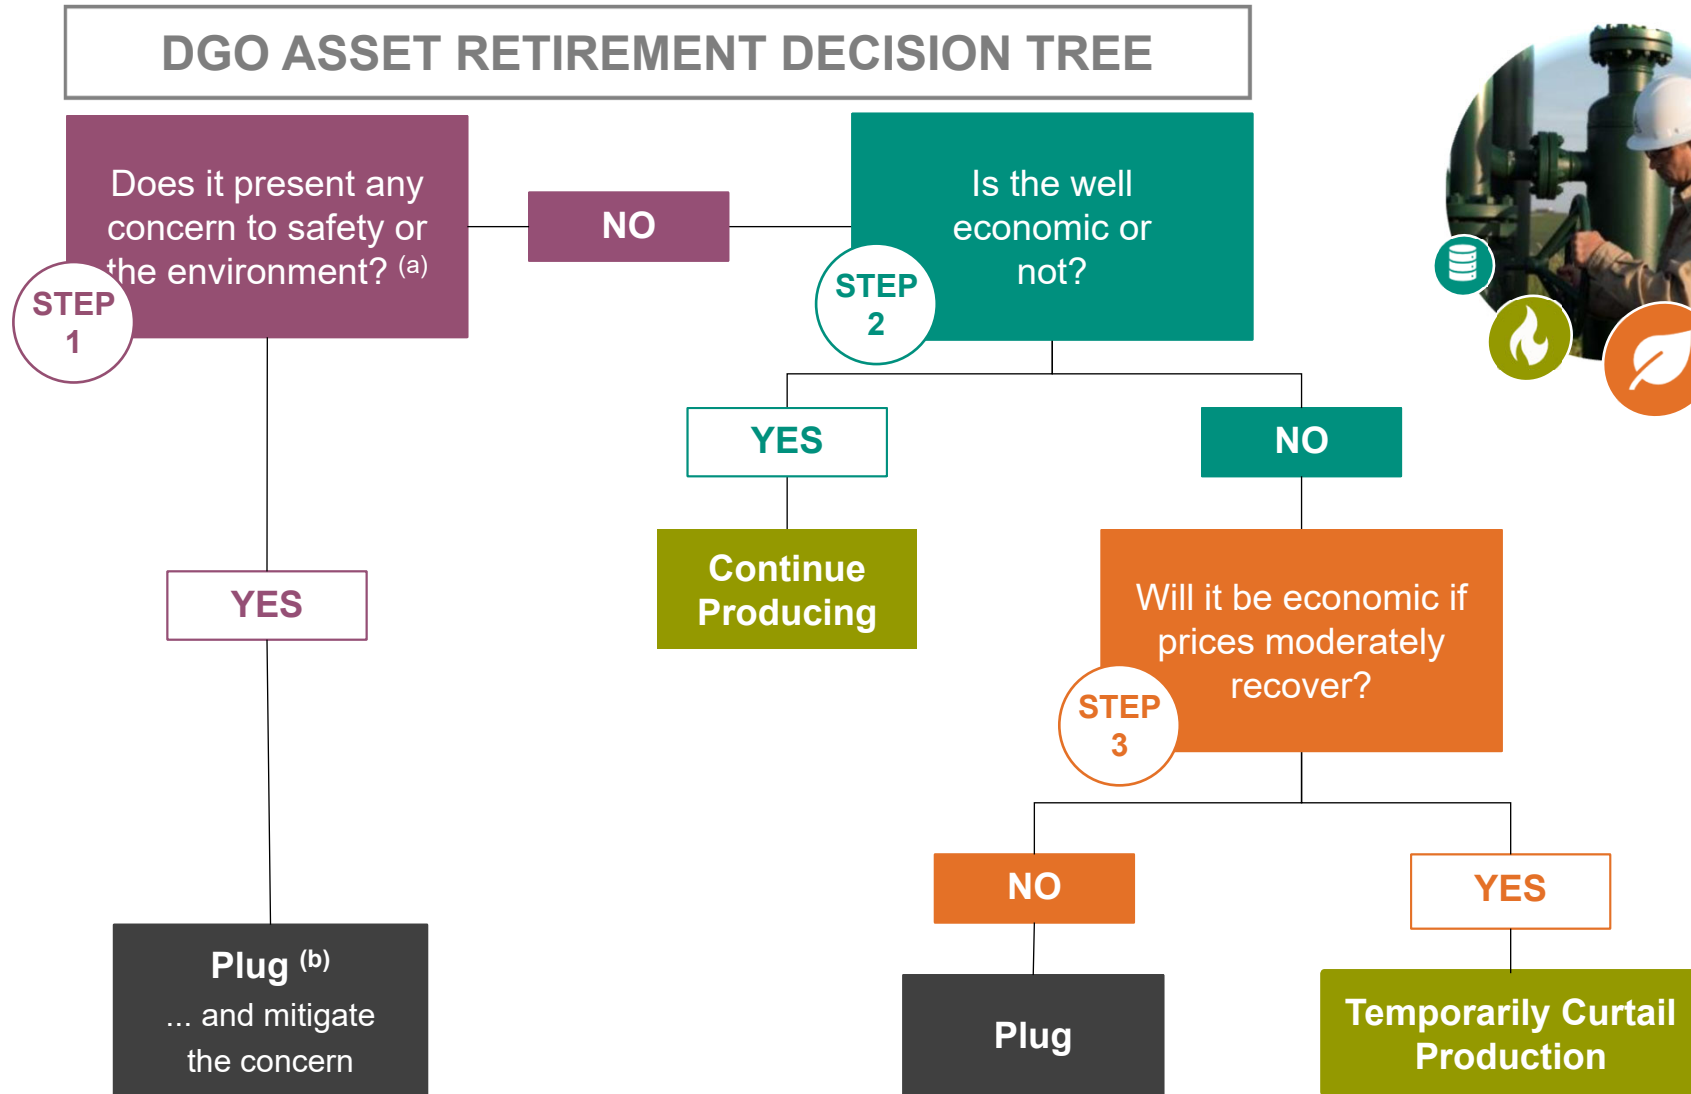 DGO ASSET RETIREMENT DECISION TREE
Does it present any
concern to safety or
the environment? (a)
STEP
1
NO
Is the well
economic or
not?
STEP
2
YES
NO
YES
Continue
Producing
Will it be economic if
prices moderately
recover?
STEP
3
NO
YES
Plug (b)
... and mitigate
the concern
Plug
Temporarily Curtail
Production